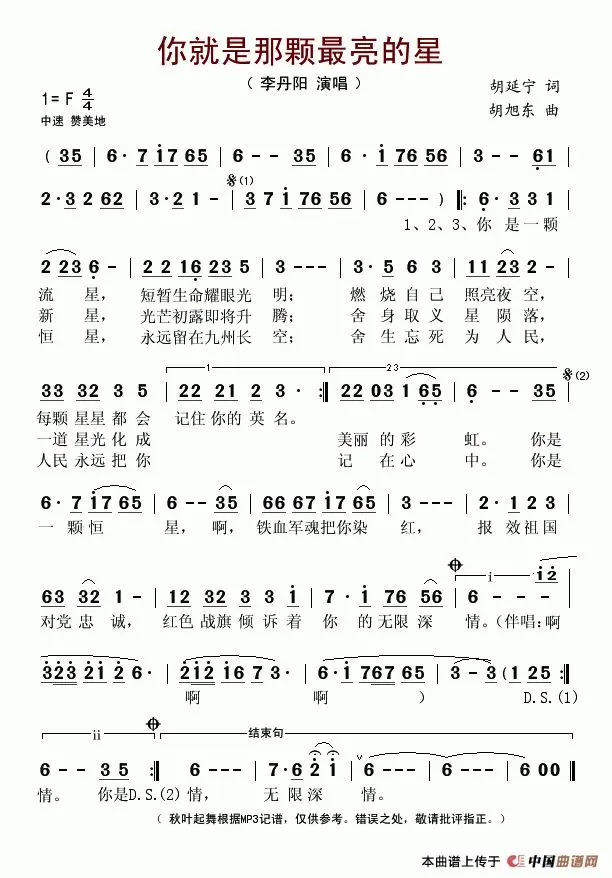 你就是那颗最亮的星
（ 李丹阳 演唱 ）
1= F 4/4
胡延宁 词
中速 赞美地
胡旭东 曲
( 35 | 6· 7 i7 65 | 6 - - 35 | 6· i 76 56 | 3 - - 61 |
2·3 2 62 | 3·2 1 - | 3 7 i 76 56 | 6 - - - ) ‖: 6· 3 3 1 |
(1)
1、2、3、你 是 一 颗
2 23 6 - | 22 16 25 | 3 - - - | 3· 5 6 3 | 11 23 2 - |
流 星， 短暂生命耀眼光 明； 燃 烧 自 己 照亮夜 空，
新 星， 光芒初露即将升 腾； 舍 身 取 义 星 陨 落，
恒 星， 永远留在九州长 空； 舍 生 忘 死 为 人 民，
1
2 3
(2)
33 32 3 5 | 22 21 2 3 · :‖ 22 03 1 65 | 6 - - 35 |
每颗 星星 都 会 记住 你的 英 名。
一道 星光 化 成 美丽 的 彩 虹。 你是
人民 永远 把 你 记 在 心 中。 你是
6· 7 i7 65 | 6 - - 35 | 66 67 i7 65 | 3 - - - | 2· 1 2 3 |
一 颗 恒 星， 啊， 铁血军魂把你染 红， 报 效祖国
63 32 1 - | 12 32 3 3 i | 7· i 76 56 | 6 - - i2 |
i
对党 忠 诚， 红色 战旗 倾 诉 着 你 的 无限 深 情。（伴唱：啊
323 21 2 6· | 2 i2 i6 7 3 | 6· i 767 65 | 3 - 3 ( 1 25 :‖
啊 啊 ） D.S.(1)
ii
结束句
6 - - 3 5 :‖ 7 - - - | 7· 6 2 i | 6 - - - | 6 - - - | 6 0 0 ‖
情。 你是D.S.(2) 情， 无 限 深 情。
（ 秋叶起舞根据MP3记谱，仅供参考。错误之处，敬请批评指正。）
本曲谱上传于 中国曲谱网